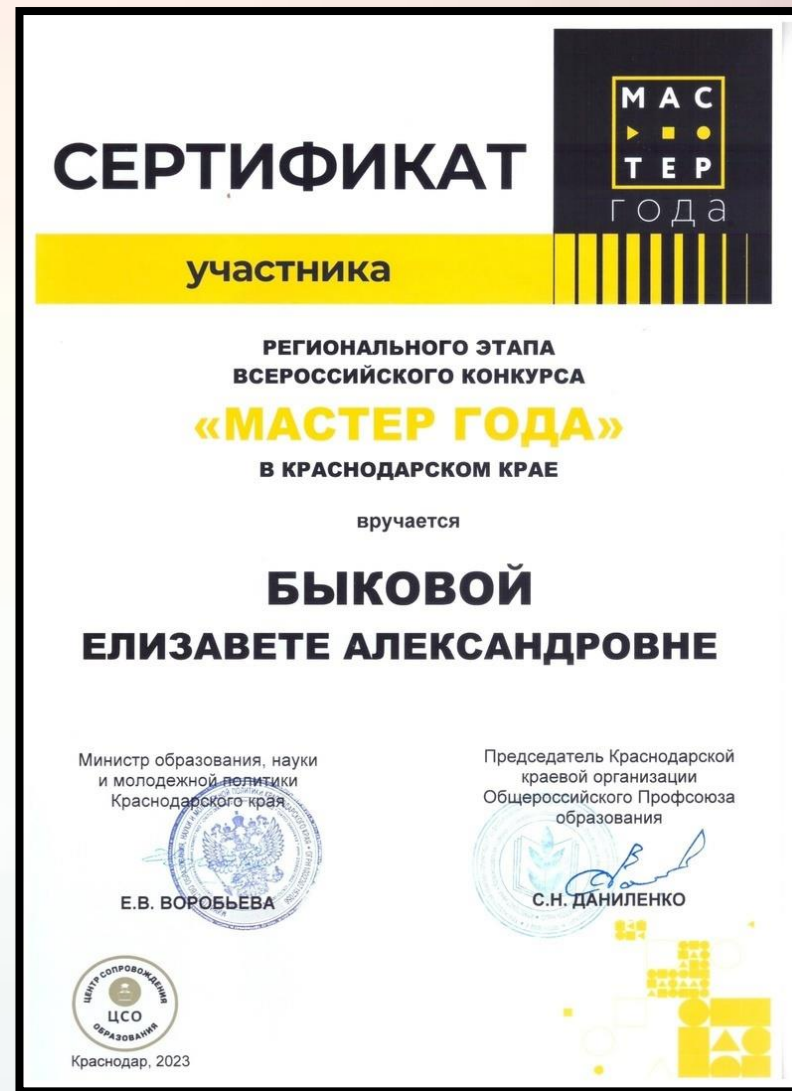 МАС
ТЕР
года
СЕРТИФИКАТ
участника
РЕГИОНАЛЬНОГО ЭТАПА
ВСЕРОССИЙСКОГО КОНКУРСА
«МАСТЕР ГОДА»
В КРАСНОДАРСКОМ КРАЕ
вручается
БЫКОВОЙ
ЕЛИЗАВЕТЕ АЛЕКСАНДРОВНЕ
Министр образования, науки
и молодежной политики
Краснодарского края
Е.В. ВОРОБЬЕВА
Председатель Краснодарской
краевой организации
Общероссийского Профсоюза
образования
С.Н. ДАНИЛЕНКО
ЦЕНТР СОПРОВОЖДЕНИЯ
ЦСО
ОБРАЗОВАНИЯ
Краснодар, 2023